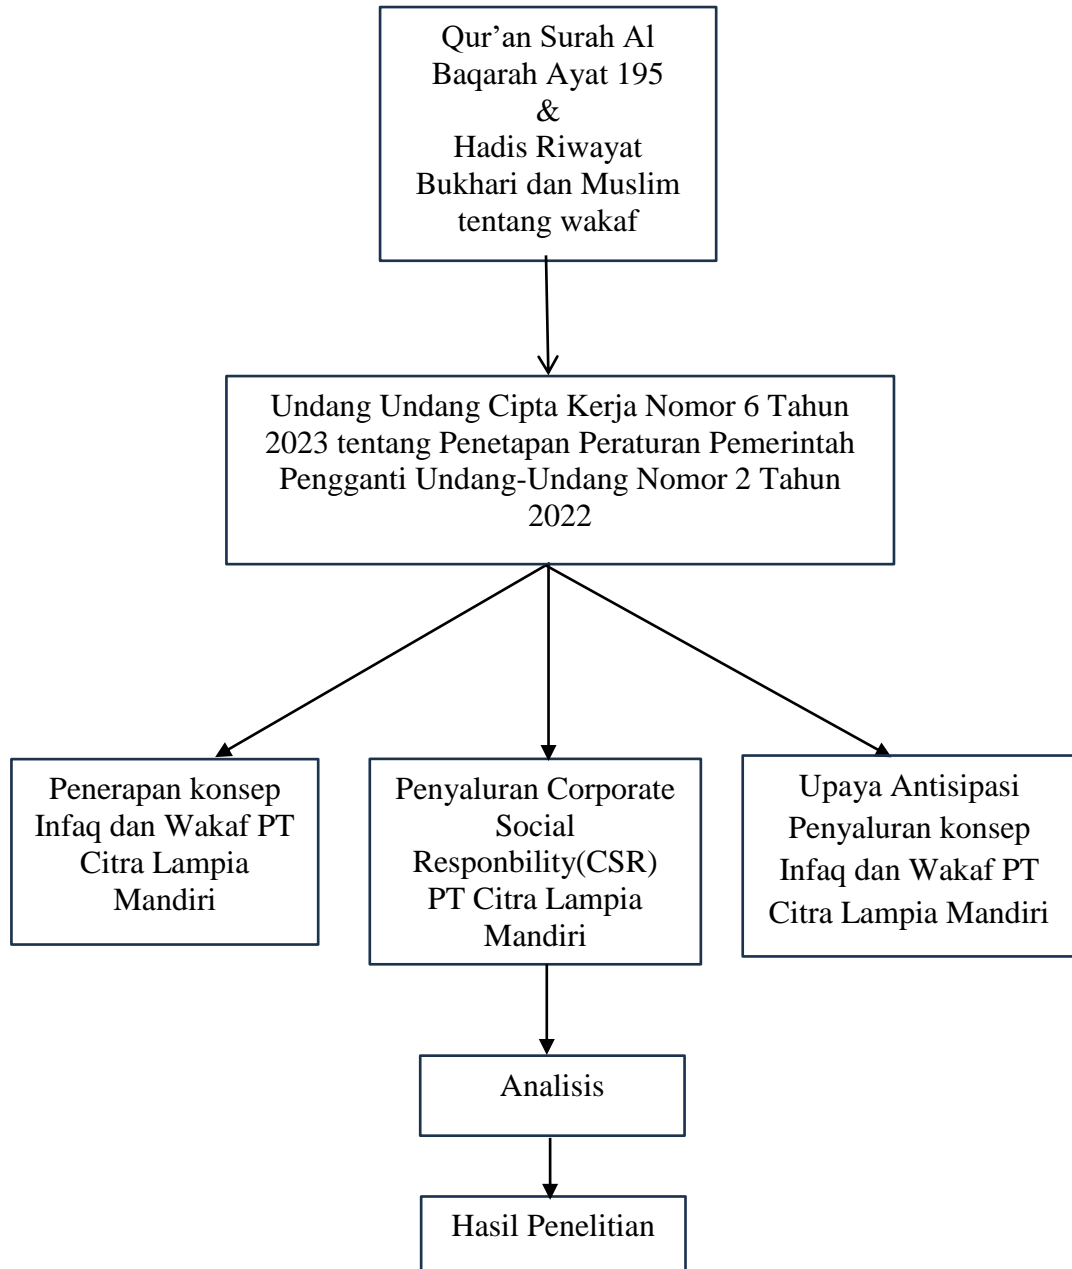 Qur’an Surah Al
Baqarah Ayat 195
&
Hadis Riwayat
Bukhari dan Muslim
tentang wakaf
Undang Undang Cipta Kerja Nomor 6 Tahun
2023 tentang Penetapan Peraturan Pemerintah
Pengganti Undang-Undang Nomor 2 Tahun
2022
Penerapan konsep
Infaq dan Wakaf PT
Citra Lampia
Mandiri
Penyaluran Corporate
Social
Responbility(CSR)
PT Citra Lampia
Mandiri
Upaya Antisipasi
Penyaluran konsep
Infaq dan Wakaf PT
Citra Lampia Mandiri
Analisis
Hasil Penelitian